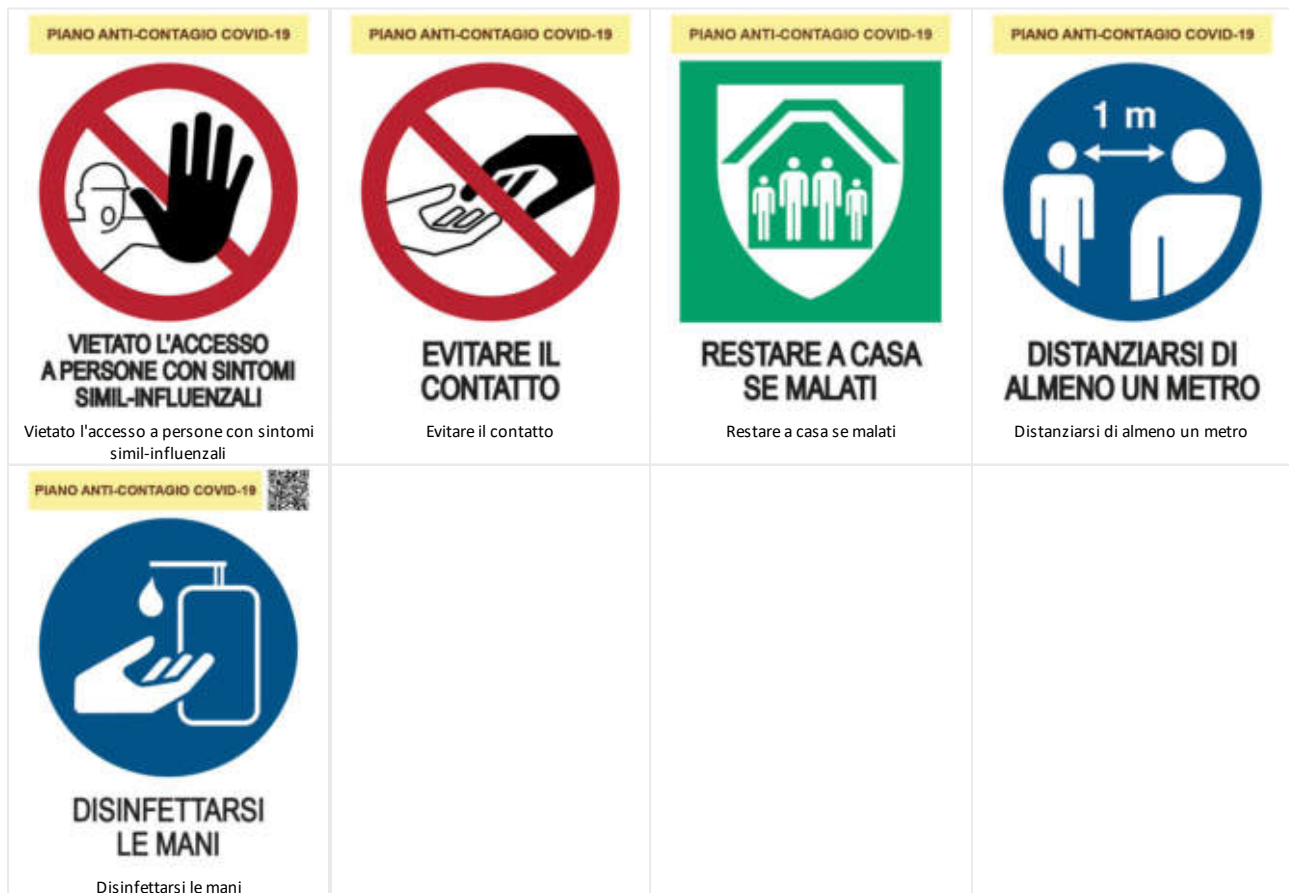 PIANO ANTI-CONTAGIO COVID-19
VIETATO L'ACCESSO
A PERSONE CON SINTOMI
SIMIL-INFLUENZALI
Vietato l'accesso a persone con sintomi
simil-influenzali
PIANO ANTI-CONTAGIO COVID-19
EVITARE IL
CONTATTO
Evitare il contatto
PIANO ANTI-CONTAGIO COVID-19
RESTARE A CASA
SE MALATI
Restare a casa se malati
PIANO ANTI-CONTAGIO COVID-19
1 m
DISTANZIARSI DI
ALMENO UN METRO
Distanziarsi di almeno un metro
PIANO ANTI-CONTAGIO COVID-19
DISINFETTARSI
LE MANI
Disinfettarsi le mani